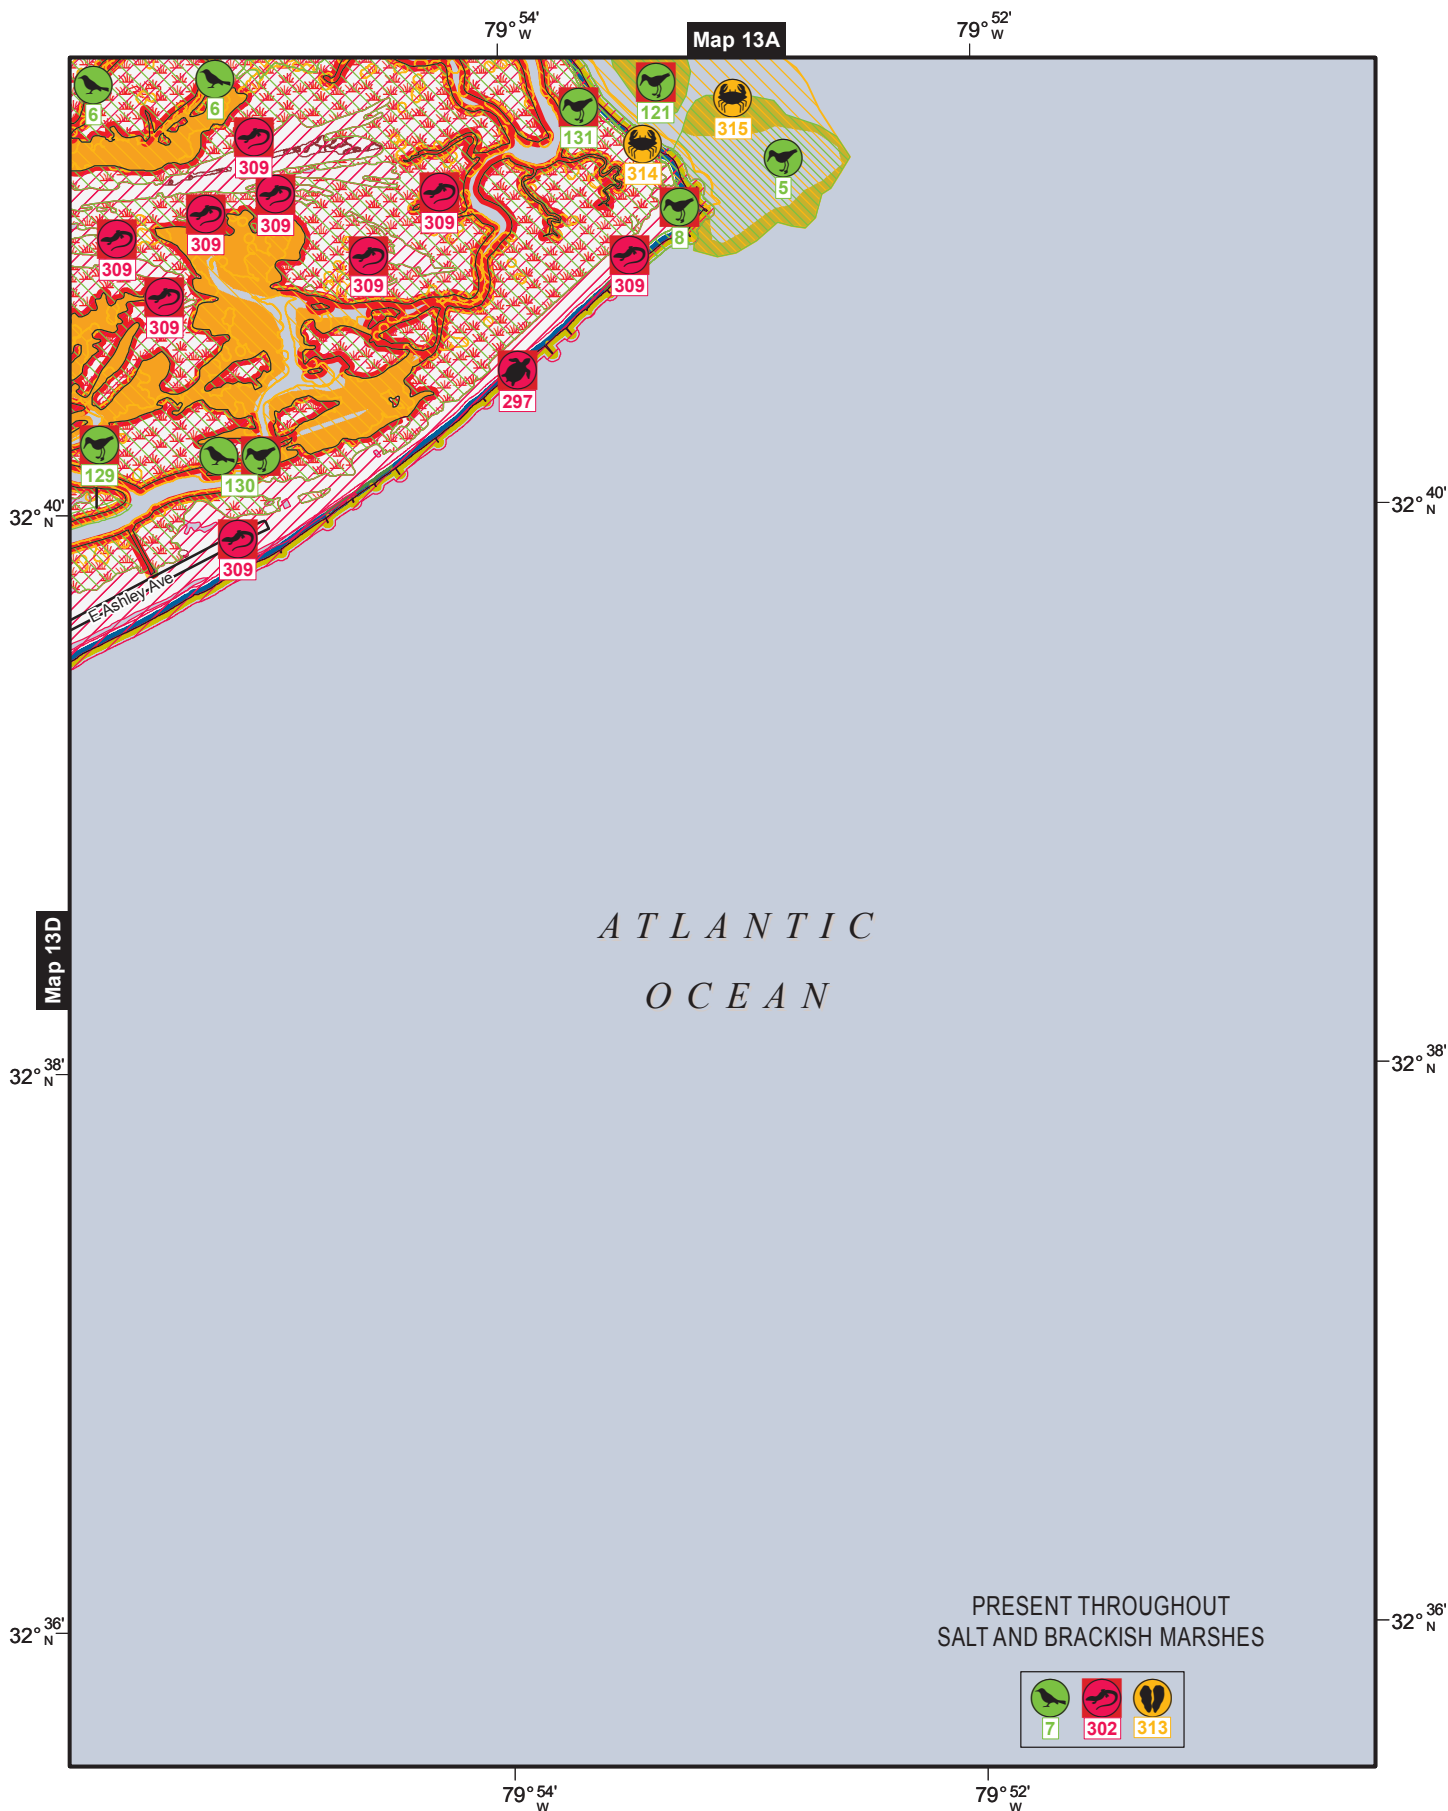 79° 54' W
Map 13A
79° 52' W
6
6
131
121
315
309
314
5
309
309
309
8
309
309
309
309
297
129
130
32° 40' N
32° 40' N
309
E Ashley Ave
ATLANTIC
OCEAN
Map 13D
32° 38' N
32° 38' N
PRESENT THROUGHOUT
SALT AND BRACKISH MARSHES
32° 36' N
32° 36' N
7 302 313
79° 54' W
79° 52' W